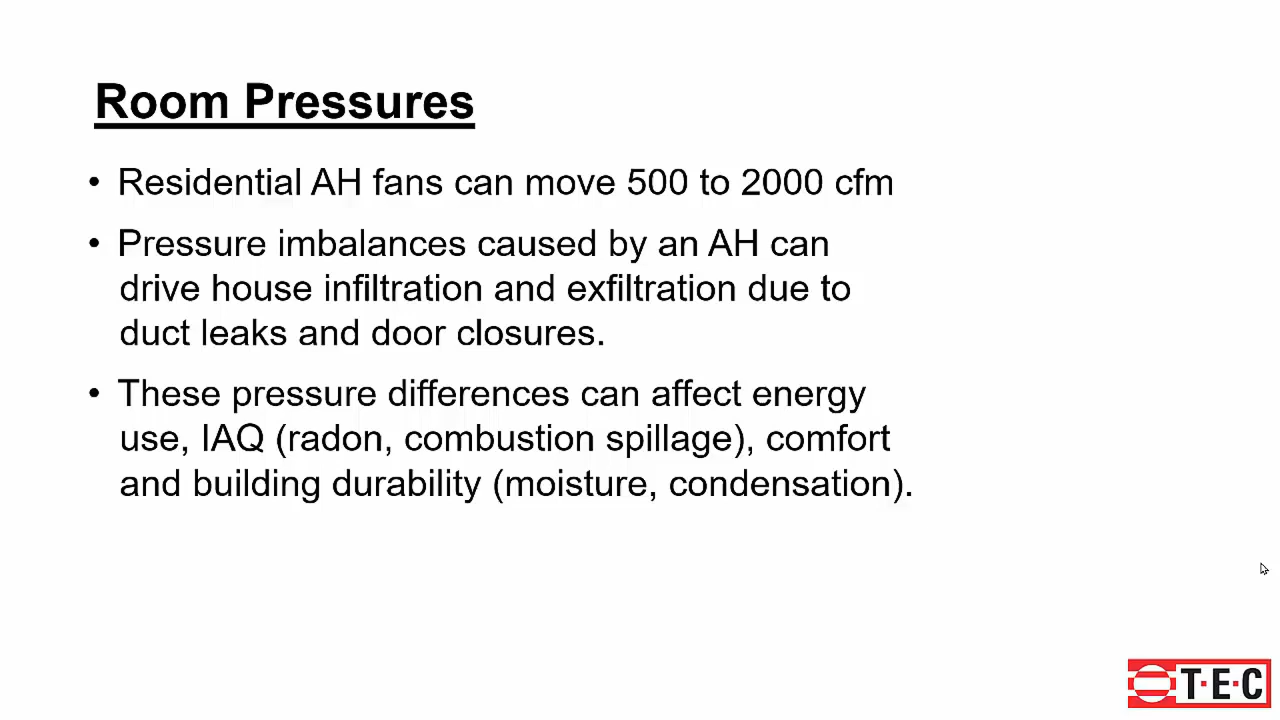 Room Pressures
• Residential AH fans can move 500 to 2000 cfm
• Pressure imbalances caused by an AH can
drive house infiltration and exfiltration due to
duct leaks and door closures.
• These pressure differences can affect energy
use, IAQ (radon, combustion spillage), comfort
and building durability (moisture, condensation).
T·E·C